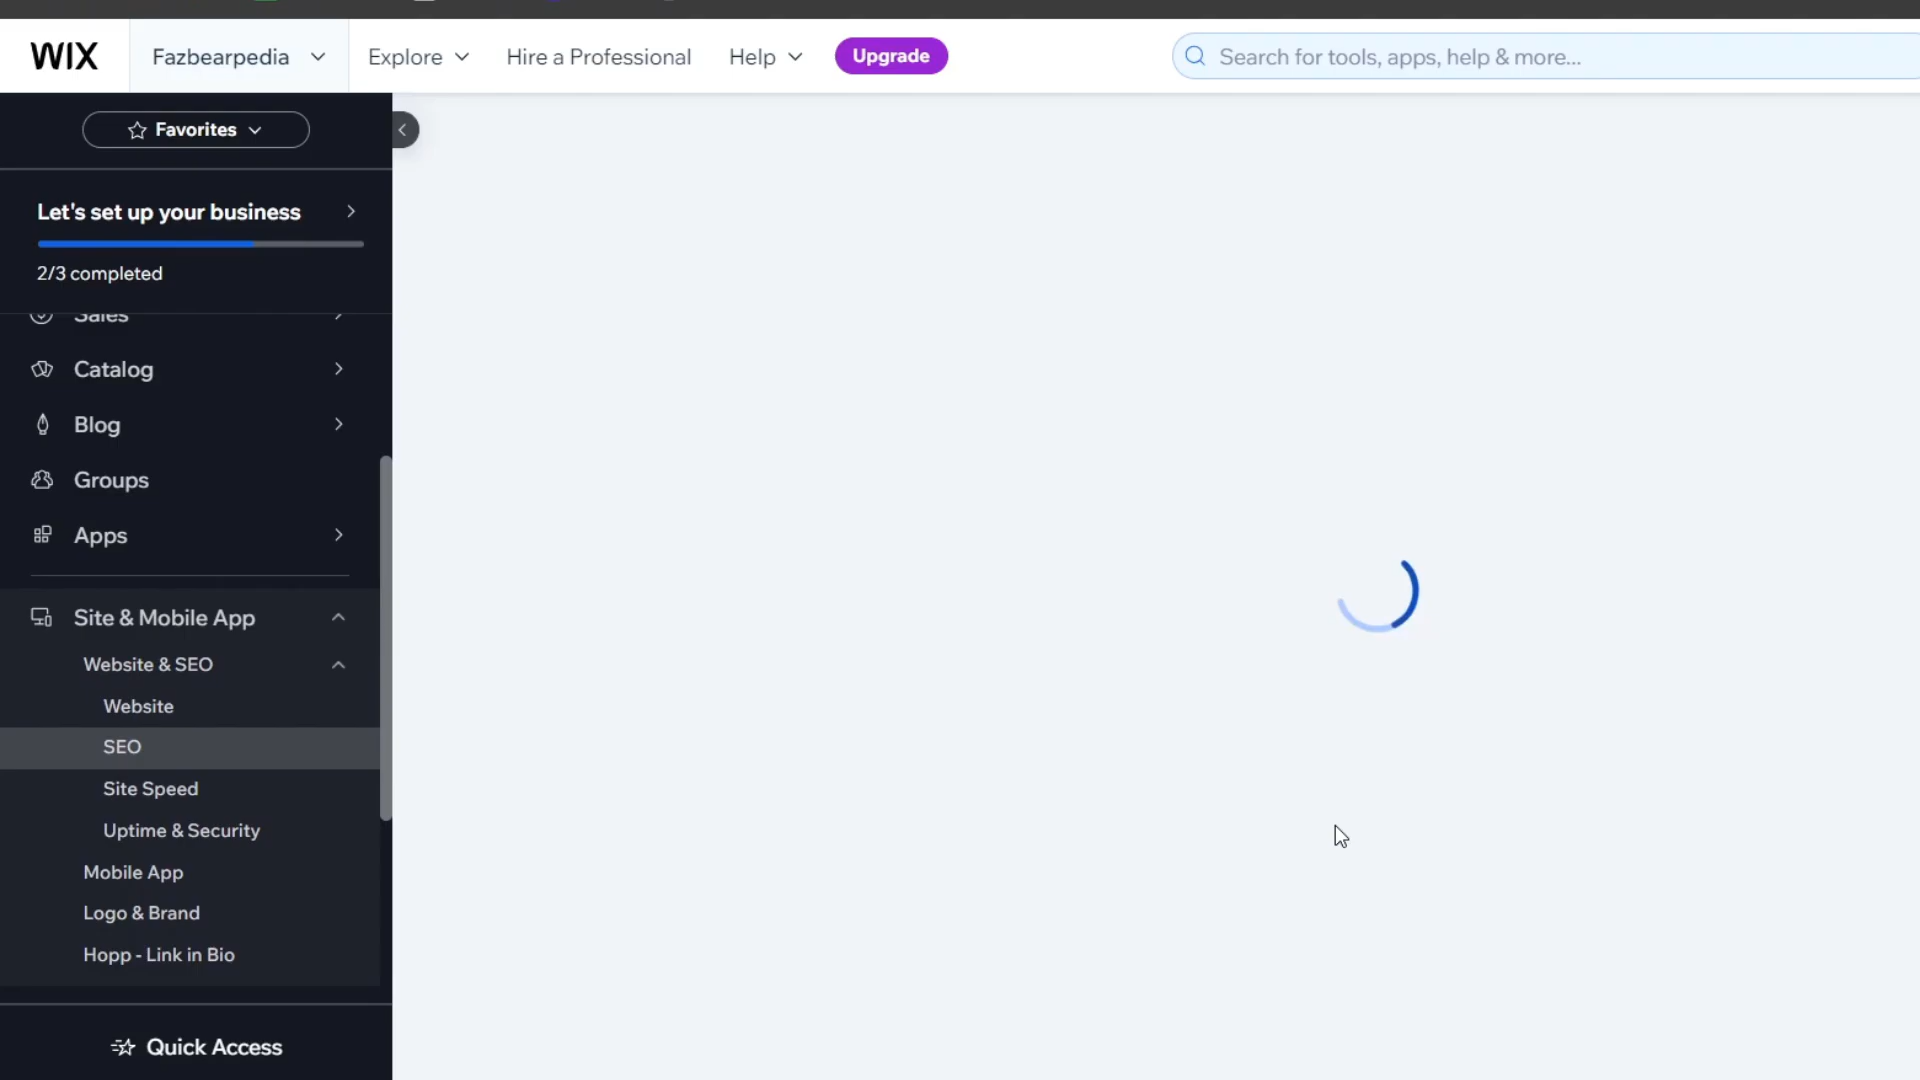 WIX
Fazbearpedia
Explore
Hire a Professional
Help
Upgrade
Search for tools, apps, help & more...
Favorites
Let's set up your business
2/3 completed
Sales
Catalog
Blog
Groups
Apps
Site & Mobile App
Website & SEO
Website
SEO
Site Speed
Uptime & Security
Mobile App
Logo & Brand
Hopp - Link in Bio
Quick Access